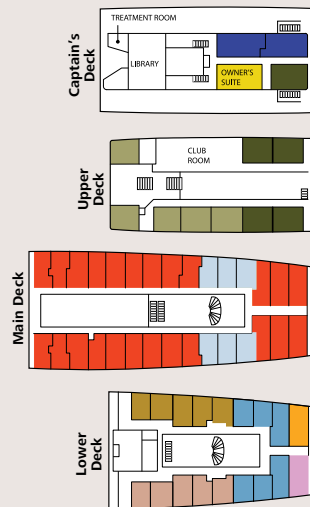 Captain's
Deck
TREATMENT ROOM
LIBRARY
OWNER'S
SUITE
Upper
Deck
CLUB
ROOM
Main Deck
Lower
Deck